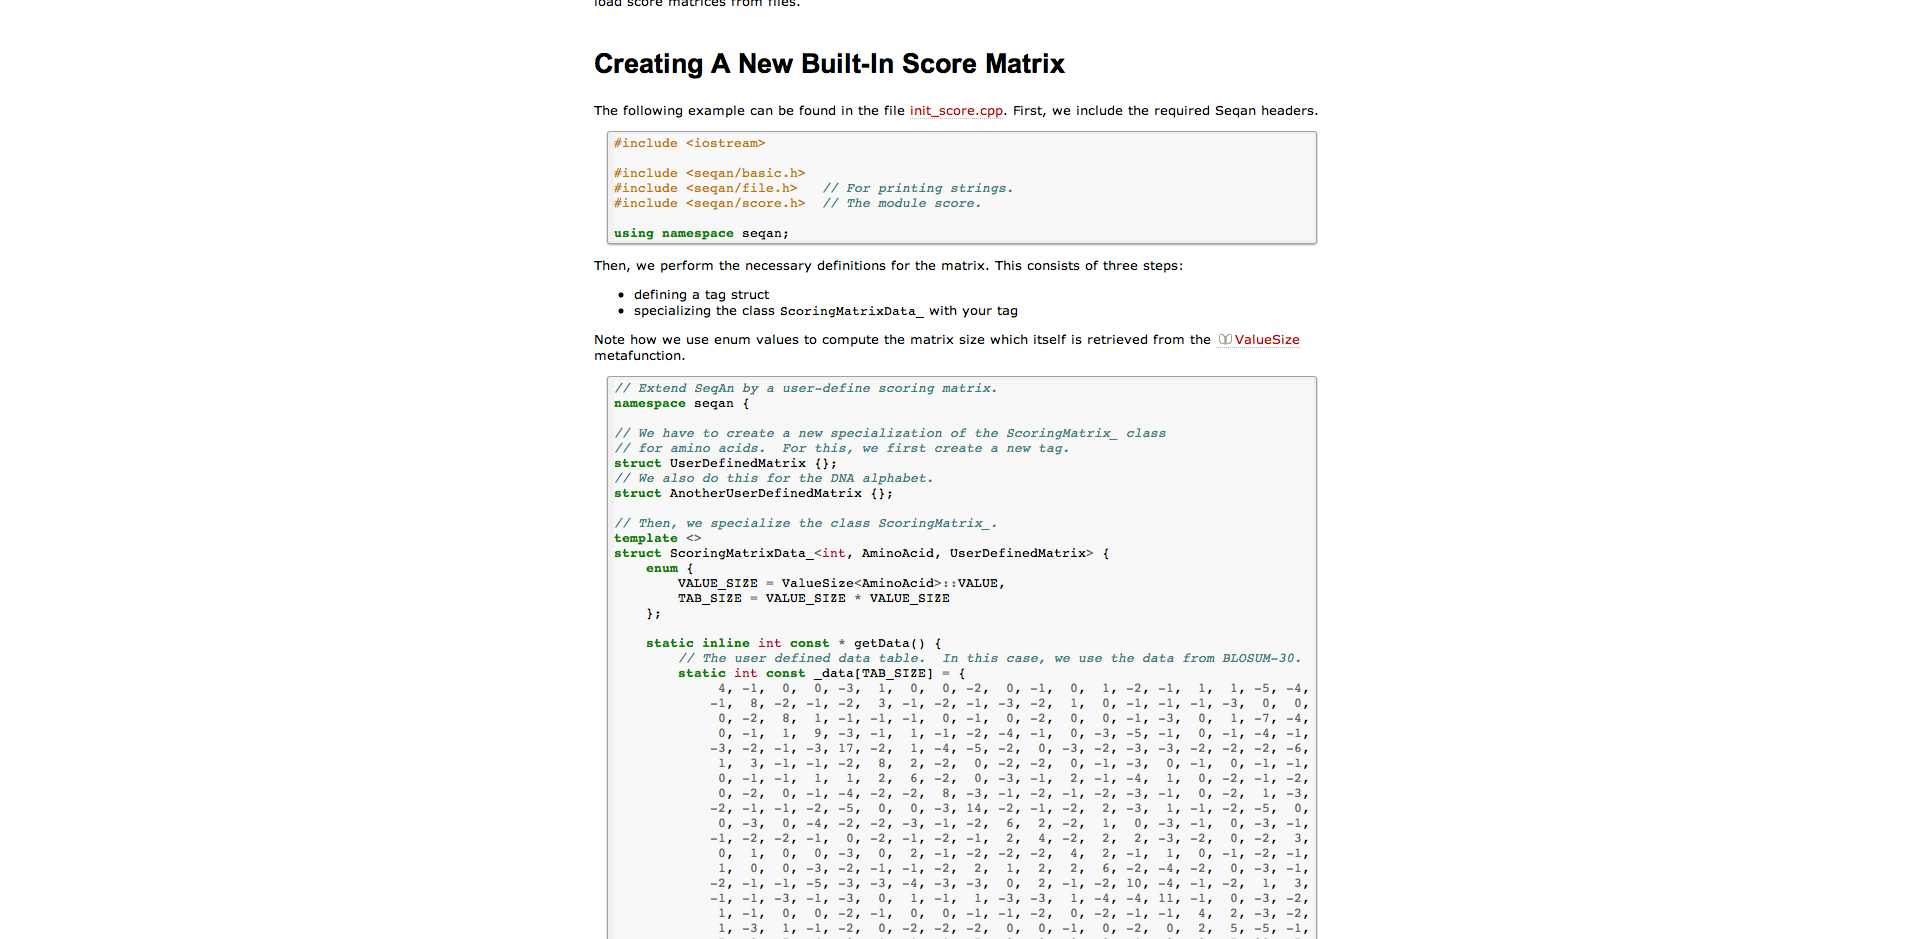 load score matrices from files.
Creating A New Built-In Score Matrix
The following example can be found in the file init_score.cpp. First, we include the required Seqan headers.
#include <iostream>
#include <seqan/basic.h>
#include <seqan/file.h>   // For printing strings.
#include <seqan/score.h>  // The module score.
using namespace seqan;
Then, we perform the necessary definitions for the matrix. This consists of three steps:
• defining a tag struct
• specializing the class ScoringMatrixData_ with your tag
Note how we use enum values to compute the matrix size which itself is retrieved from the ValueSize
metafunction.
// Extend SeqAn by a user-define scoring matrix.
namespace seqan {
// We have to create a new specialization of the ScoringMatrix_ class
// for amino acids.  For this, we first create a new tag.
struct UserDefinedMatrix {};
// We also do this for the DNA alphabet.
struct AnotherUserDefinedMatrix {};
// Then, we specialize the class ScoringMatrix_.
template <>
struct ScoringMatrixData_<int, AminoAcid, UserDefinedMatrix> {
    enum {
        VALUE_SIZE = ValueSize<AminoAcid>::VALUE,
        TAB_SIZE = VALUE_SIZE * VALUE_SIZE
    };
    static inline int const * getData() {
        // The user defined data table.  In this case, we use the data from BLOSUM-30.
        static int const _data[TAB_SIZE] = {
             4, -1,  0,  0, -3,  1,  0,  0, -2,  0, -1,  0,  1, -2, -1,  1,  1, -5, -4,
            -1,  8, -2, -1, -2,  3, -1, -2, -1, -3, -2,  1,  0, -1, -1, -1, -3,  0,  0,
             0, -2,  8,  1, -1, -1, -1,  0, -1,  0, -2,  0,  0, -1, -3,  0,  1, -7, -4,
             0, -1,  1,  9, -3, -1,  1, -1, -2, -4, -1,  0, -3, -5, -1,  0, -1, -4, -1,
            -3, -2, -1, -3, 17, -2,  1, -4, -5, -2,  0, -3, -2, -3, -3, -2, -2, -2, -6,
             1,  3, -1, -1, -2,  8,  2, -2,  0, -2, -2,  0, -1, -3,  0, -1,  0, -1, -1,
             0, -1, -1,  1,  1,  2,  6, -2,  0, -3, -1,  2, -1, -4,  1,  0, -2, -1, -2,
             0, -2,  0, -1, -4, -2, -2,  8, -3, -1, -2, -1, -2, -3, -1,  0, -2,  1, -3,
            -2, -1, -1, -2, -5,  0,  0, -3, 14, -2, -1, -2,  2, -3,  1, -1, -2, -5,  0,
             0, -3,  0, -4, -2, -2, -3, -1, -2,  6,  2, -2,  1,  0, -3, -1,  0, -3, -1,
            -1, -2, -2, -1,  0, -2, -1, -2, -1,  2,  4, -2,  2,  2, -3, -2,  0, -2,  3,
             0,  1,  0,  0, -3,  0,  2, -1, -2, -2, -2,  4,  2, -1,  1,  0, -1, -2, -1,
             1,  0,  0, -3, -2, -1, -1, -2,  2,  1,  2,  2,  6, -2, -4, -2,  0, -3, -1,
            -2, -1, -1, -5, -3, -3, -4, -3, -3,  0,  2, -1, -2, 10, -4, -1, -2,  1,  3,
            -1, -1, -3, -1, -3,  0,  1, -1,  1, -3, -3,  1, -4, -4, 11, -1,  0, -3, -2,
             1, -1,  0,  0, -2, -1,  0,  0, -1, -1, -2,  0, -2, -1, -1,  4,  2, -3, -2,
             1, -3,  1, -1, -2,  0, -2, -2, -2,  0,  0, -1,  0, -2,  0,  2,  5, -5, -1,